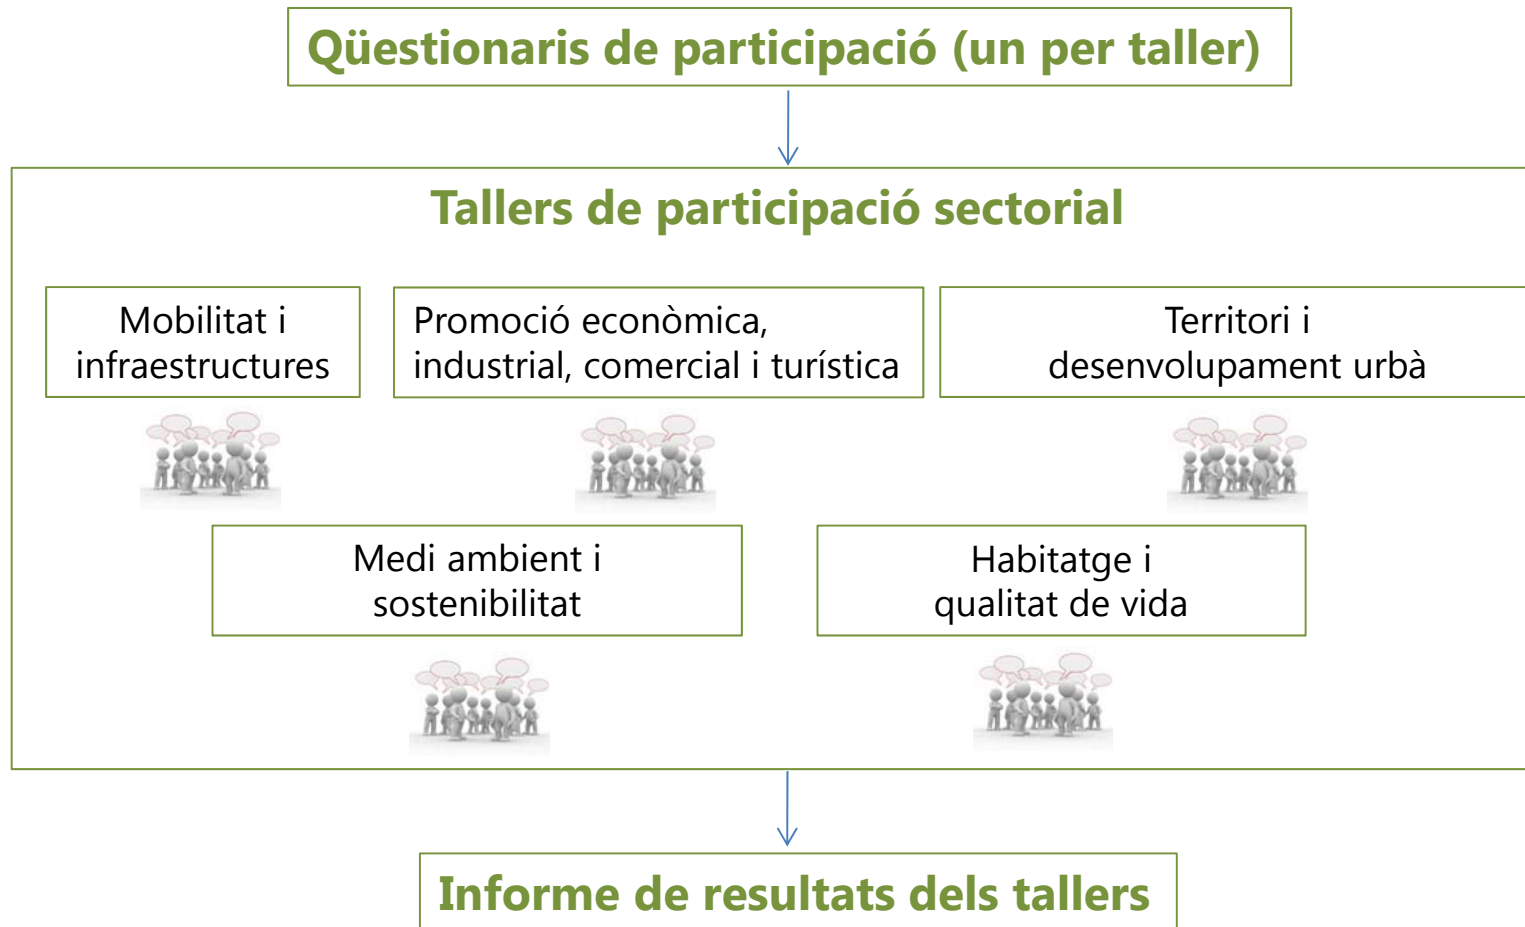 Qüestionaris de participació (un per taller)
Tallers de participació sectorial
Mobilitat i
infraestructures
Promoció econòmica,
industrial, comercial i turística
Territori i
desenvolupament urbà
Medi ambient i
sostenibilitat
Habitatge i
qualitat de vida
Informe de resultats dels tallers